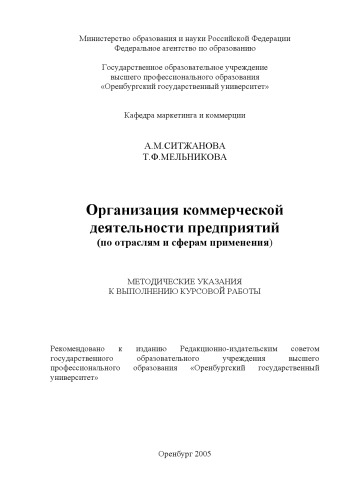 Министерство образования и науки Российской Федерации
Федеральное агентство по образованию
Государственное образовательное учреждение
высшего профессионального образования
«Оренбургский государственный университет»
Кафедра маркетинга и коммерции
А.М.СИТЖАНОВА
Т.Ф.МЕЛЬНИКОВА
Организация коммерческой
деятельности предприятий
(по отраслям и сферам применения)
МЕТОДИЧЕСКИЕ УКАЗАНИЯ
К ВЫПОЛНЕНИЮ КУРСОВОЙ РАБОТЫ
Рекомендовано к изданию Редакционно-издательским советом
государственного образовательного учреждения высшего
профессионального образования «Оренбургский государственный
университет»
Оренбург 2005